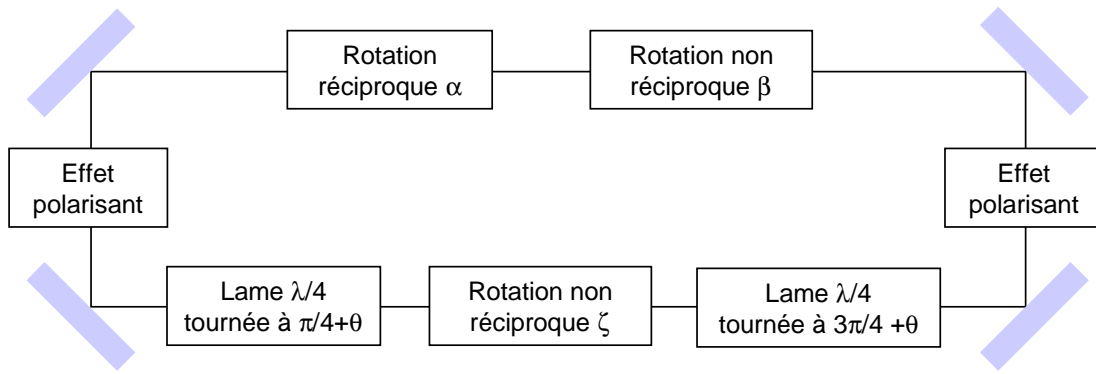 Rotation
réciproque α
Rotation non
réciproque β
Effet
polarisant
Effet
polarisant
Lame λ/4
tournée à π/4+θ
Rotation non
réciproque ζ
Lame λ/4
tournée à 3π/4 +θ